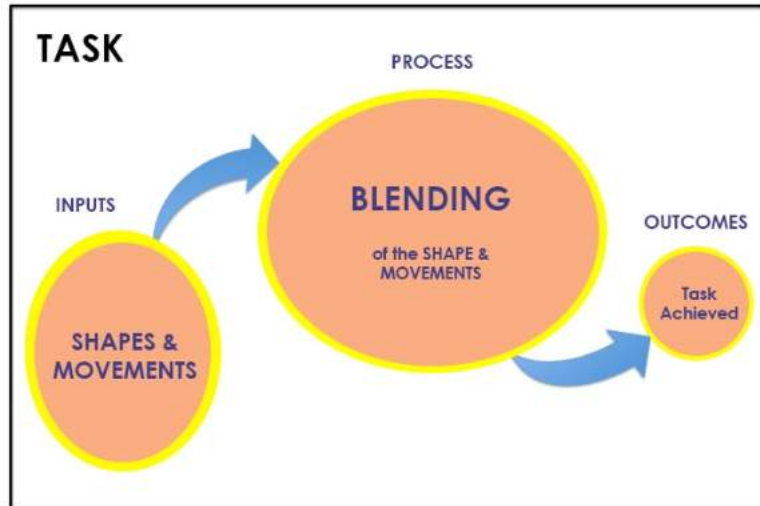 TASK
PROCESS
INPUTS
BLENDING
of the SHAPE &
MOVEMENTS
OUTCOMES
SHAPES &
MOVEMENTS
Task
Achieved